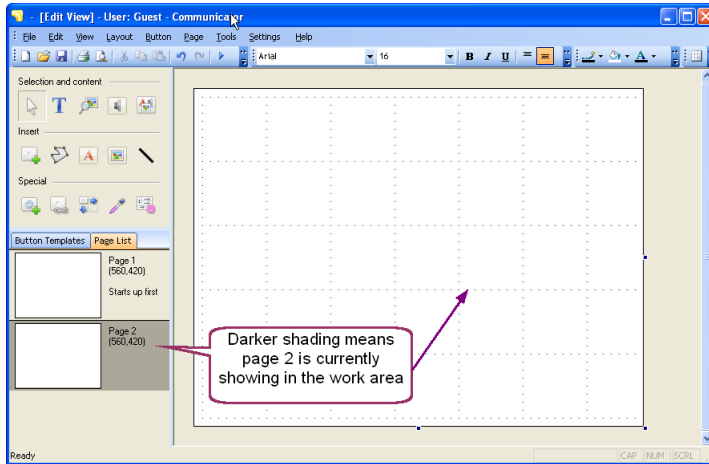 - [Edit View] - User: Guest - Communicator
File Edit View Layout Button Page Tools Settings Help
Arial 16 B I U A
Selection and content
T
Insert
A
Special
Button Templates Page List
Page 1
(560,420)
Starts up first
Page 2
(560,420)
Darker shading means
page 2 is currently
showing in the work area
Ready CAP NUM SCRL